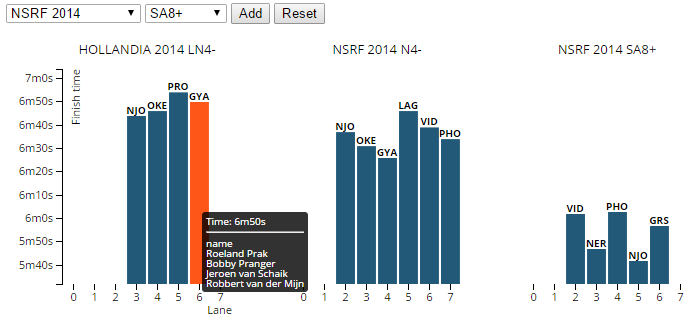 NSRF 2014 SA8+ Add Reset
HOLLANDIA 2014 LN4- NSRF 2014 N4- NSRF 2014 SA8+
Finish time
7m0s
6m50s
6m40s
6m30s
6m20s
6m10s
6m0s
5m50s
5m40s
NJO OKE PRO GYA
NJO OKE GYA LAG VID PHO
VID NER PHO NJO GRS
Time: 6m50s
name
Roeland Prak
Bobby Pranger
Jeroen van Schaik
Robbert van der Mijn
0 1 2 3 4 5 6 7 0 1 2 3 4 5 6 7 0 1 2 3 4 5 6 7
Lane